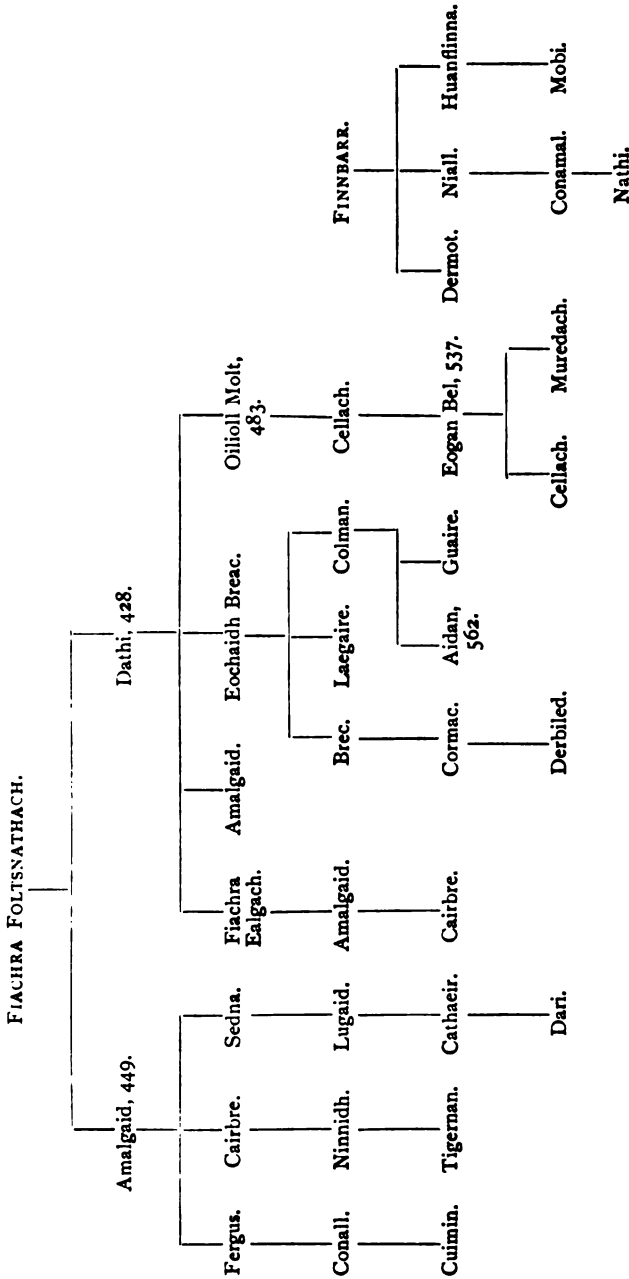 FIACHRA FOLTSNATHACH.
Amalgaid, 449. Dathi, 428.
Fergus. Cairbre. Sedna. Fiachra Ealgach. Amalgaid. Eochaidh Breac. Oilioll Molt, 483.
Conall. Ninnidh. Lugaid. Amalgaid. Brec. Laegaire. Colman. Cellach.
Cuimin. Tigernan. Cathaeir. Cairbre. Cormac. Aidan, 562. Guaire. Eogan Bel, 537.
Dari. Derbiled. Cellach. Muredach.
FINNBARR.
Dermot. Niall. Huanflinna.
Conamal. Mobi.
Nathi.